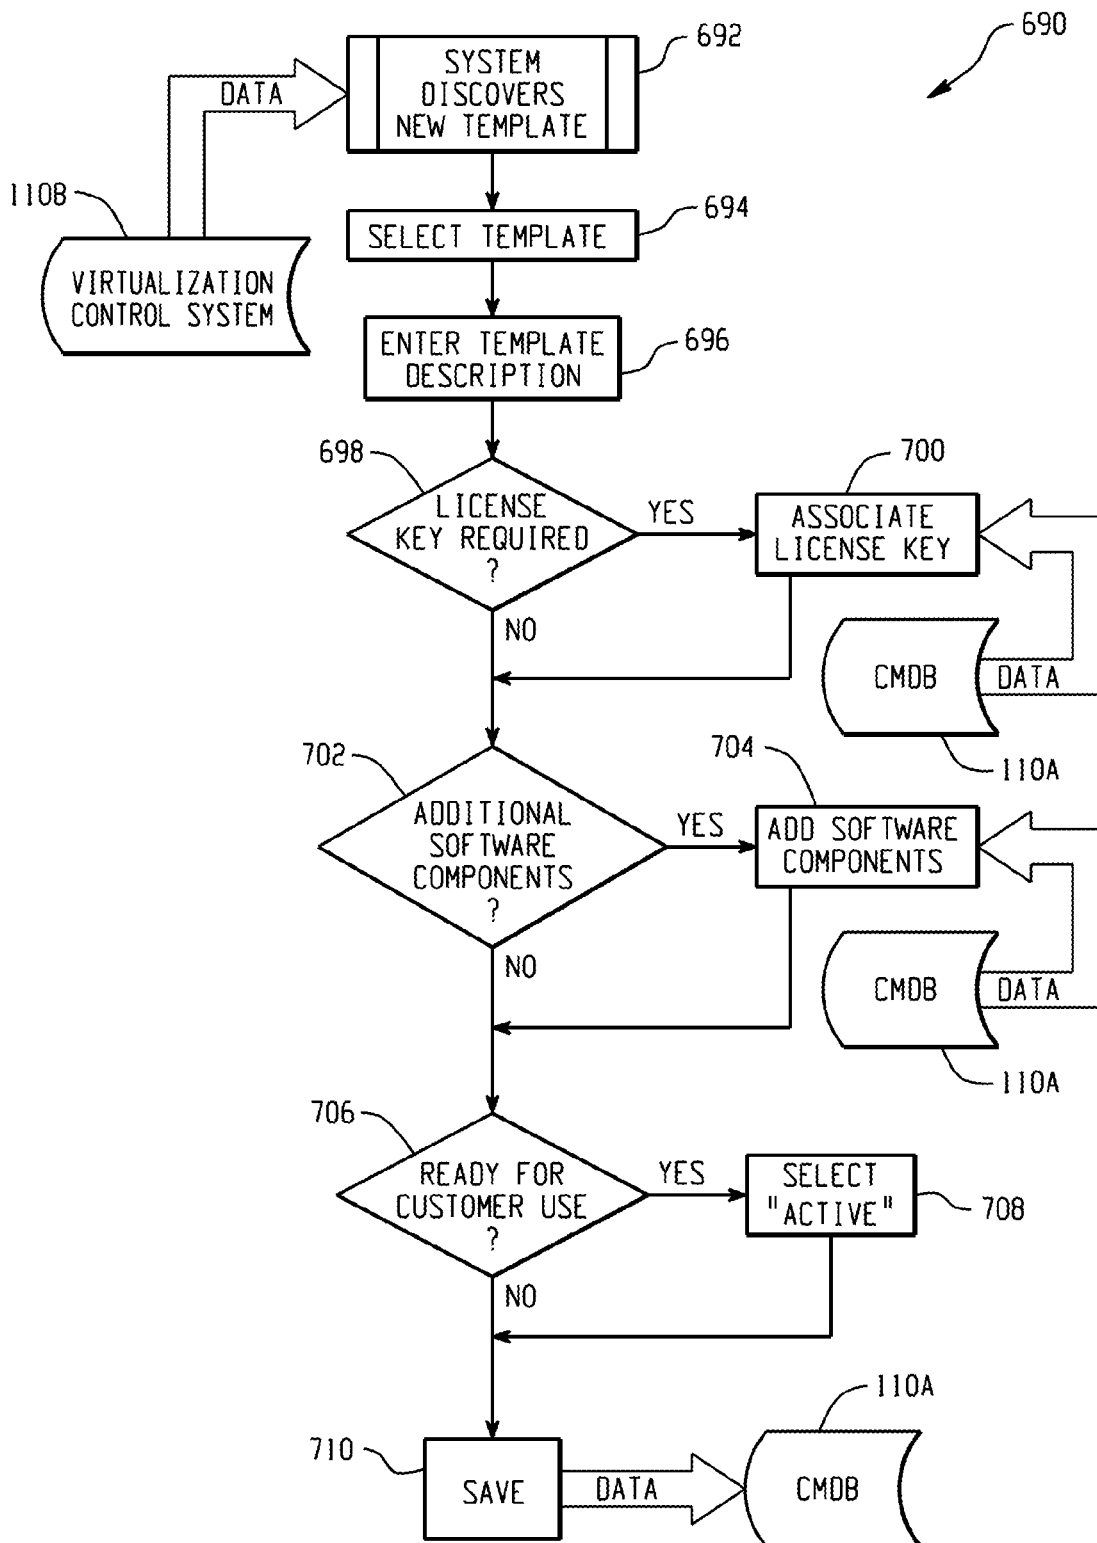 690
692
SYSTEM
DISCOVERS
NEW TEMPLATE
DATA
110B
694
SELECT TEMPLATE
VIRTUALIZATION
CONTROL SYSTEM
ENTER TEMPLATE
DESCRIPTION
696
698
700
LICENSE
KEY REQUIRED
?
YES
ASSOCIATE
LICENSE KEY
NO
CMDB
DATA
110A
702
704
ADDITIONAL
SOFTWARE
COMPONENTS
?
YES
ADD SOFTWARE
COMPONENTS
NO
CMDB
DATA
110A
706
READY FOR
CUSTOMER USE
?
YES
SELECT
"ACTIVE"
708
NO
110A
710
SAVE
DATA
CMDB